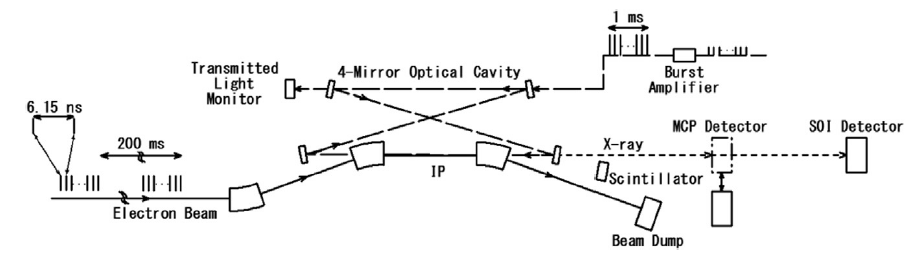 1 ms
Transmitted
Light
Monitor
4-Mirror Optical Cavity
Burst
Amplifier
6.15 ns
200 ms
MCP Detector
SOI Detector
X-ray
IP
Scintillator
Electron Beam
Beam Dump